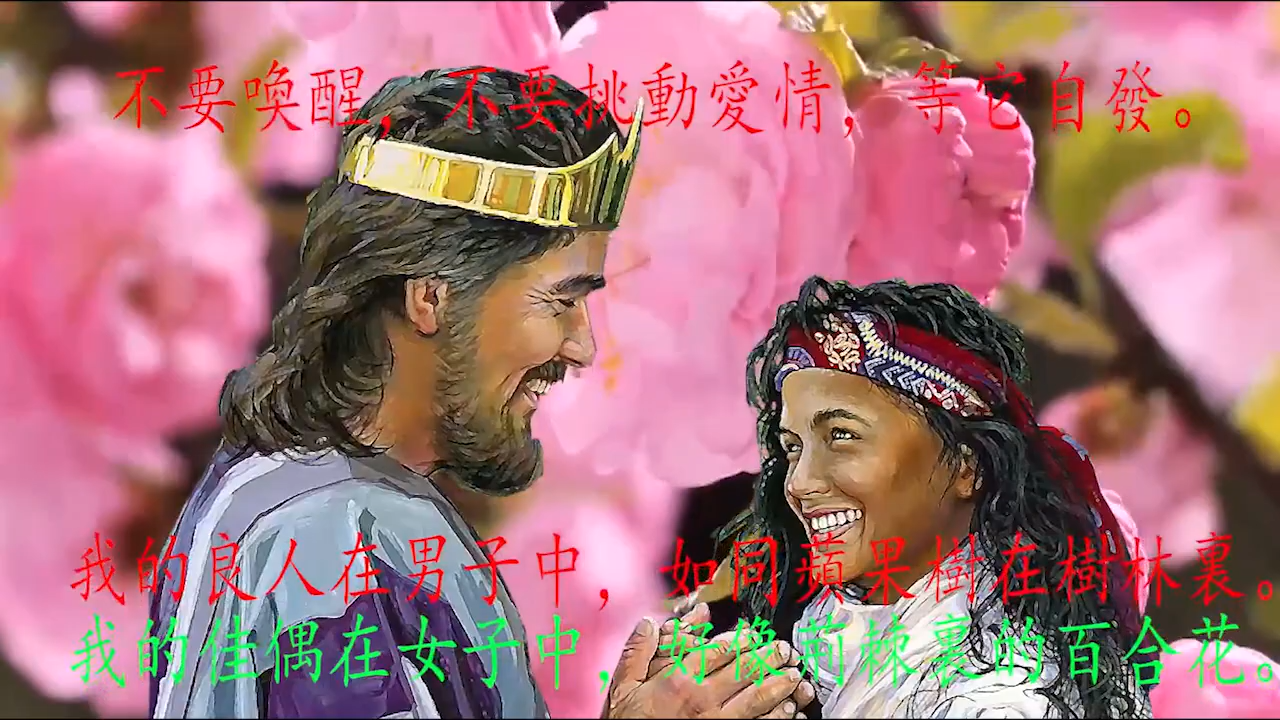 不要喚醒，不要挑動愛情，等它自發。
我的良人在男子中，如同蘋果樹在樹林裏。
我的佳偶在女子中，好像荊棘裏的百合花。